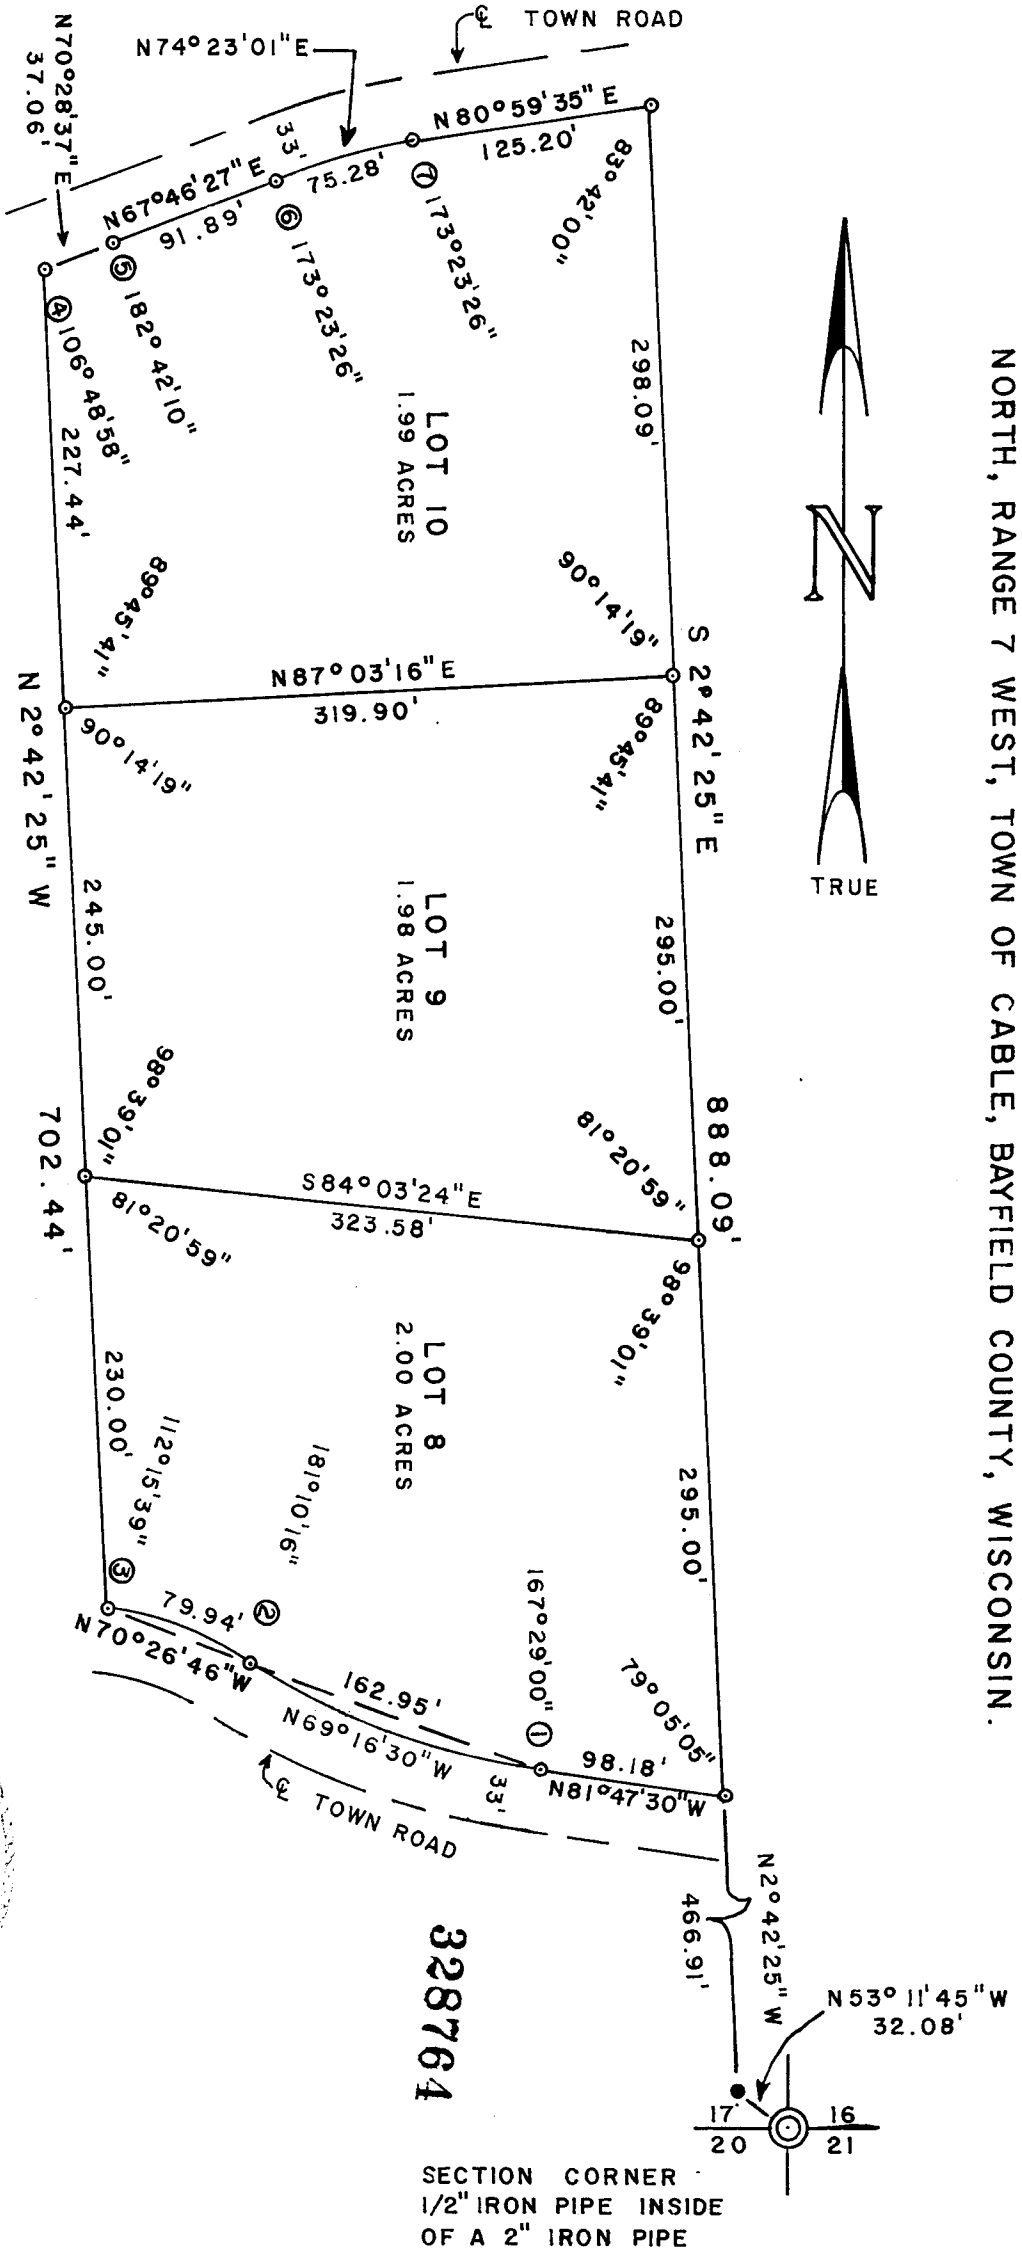 NORTH, RANGE 7 WEST, TOWN OF CABLE, BAYFIELD COUNTY, WISCONSIN.
℄ TOWN ROAD
N74°23'01"E
N70°28'37"E
37.06'
N80°59'35"E
125.20'
33'
75.28'
N67°46'27"E
91.89'
83°42'00"
⑦ 173°23'26"
⑥ 173°23'26"
⑤ 182°42'10"
④ 106°48'58"
298.09'
LOT 10
1.99 ACRES
227.44'
89°45'41"
90°14'19"
N87°03'16"E
319.90'
90°14'19"
89°45'41"
S 2°42'25"E
888.09'
N 2°42'25" W
702.44'
N
TRUE
295.00'
LOT 9
1.98 ACRES
245.00'
98°39'01"
81°20'59"
S84°03'24"E
323.58'
81°20'59"
98°39'01"
LOT 8
2.00 ACRES
295.00'
230.00'
112°15'39"
③
181°10'16"
②
167°29'00" ①
79°05'05"
79.94'
N70°26'46"W
162.95'
N69°16'30"W
98.18'
N81°47'30"W
33'
℄ TOWN ROAD
N2°42'25"W
466.91'
N53°11'45"W
32.08'
17 16
20 21
328764
SECTION CORNER
1/2" IRON PIPE INSIDE
OF A 2" IRON PIPE